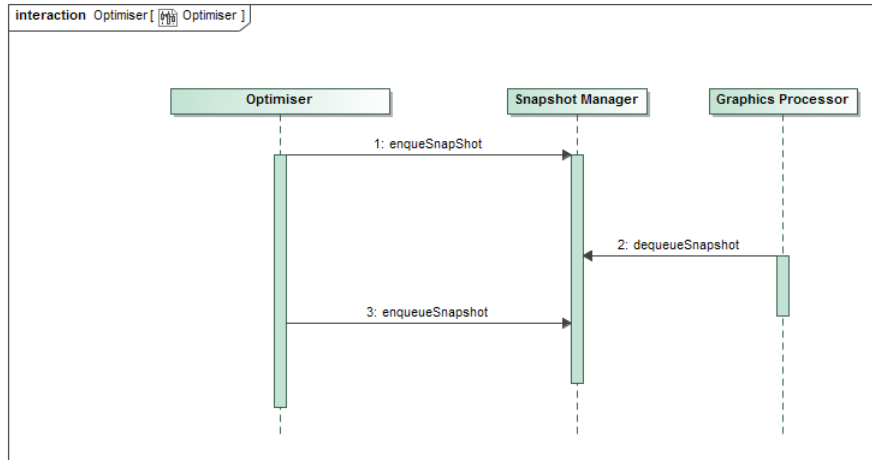 interaction Optimiser [ Optimiser ]
Optimiser
Snapshot Manager
Graphics Processor
1: enqueSnapShot
2: dequeueSnapshot
3: enqueueSnapshot